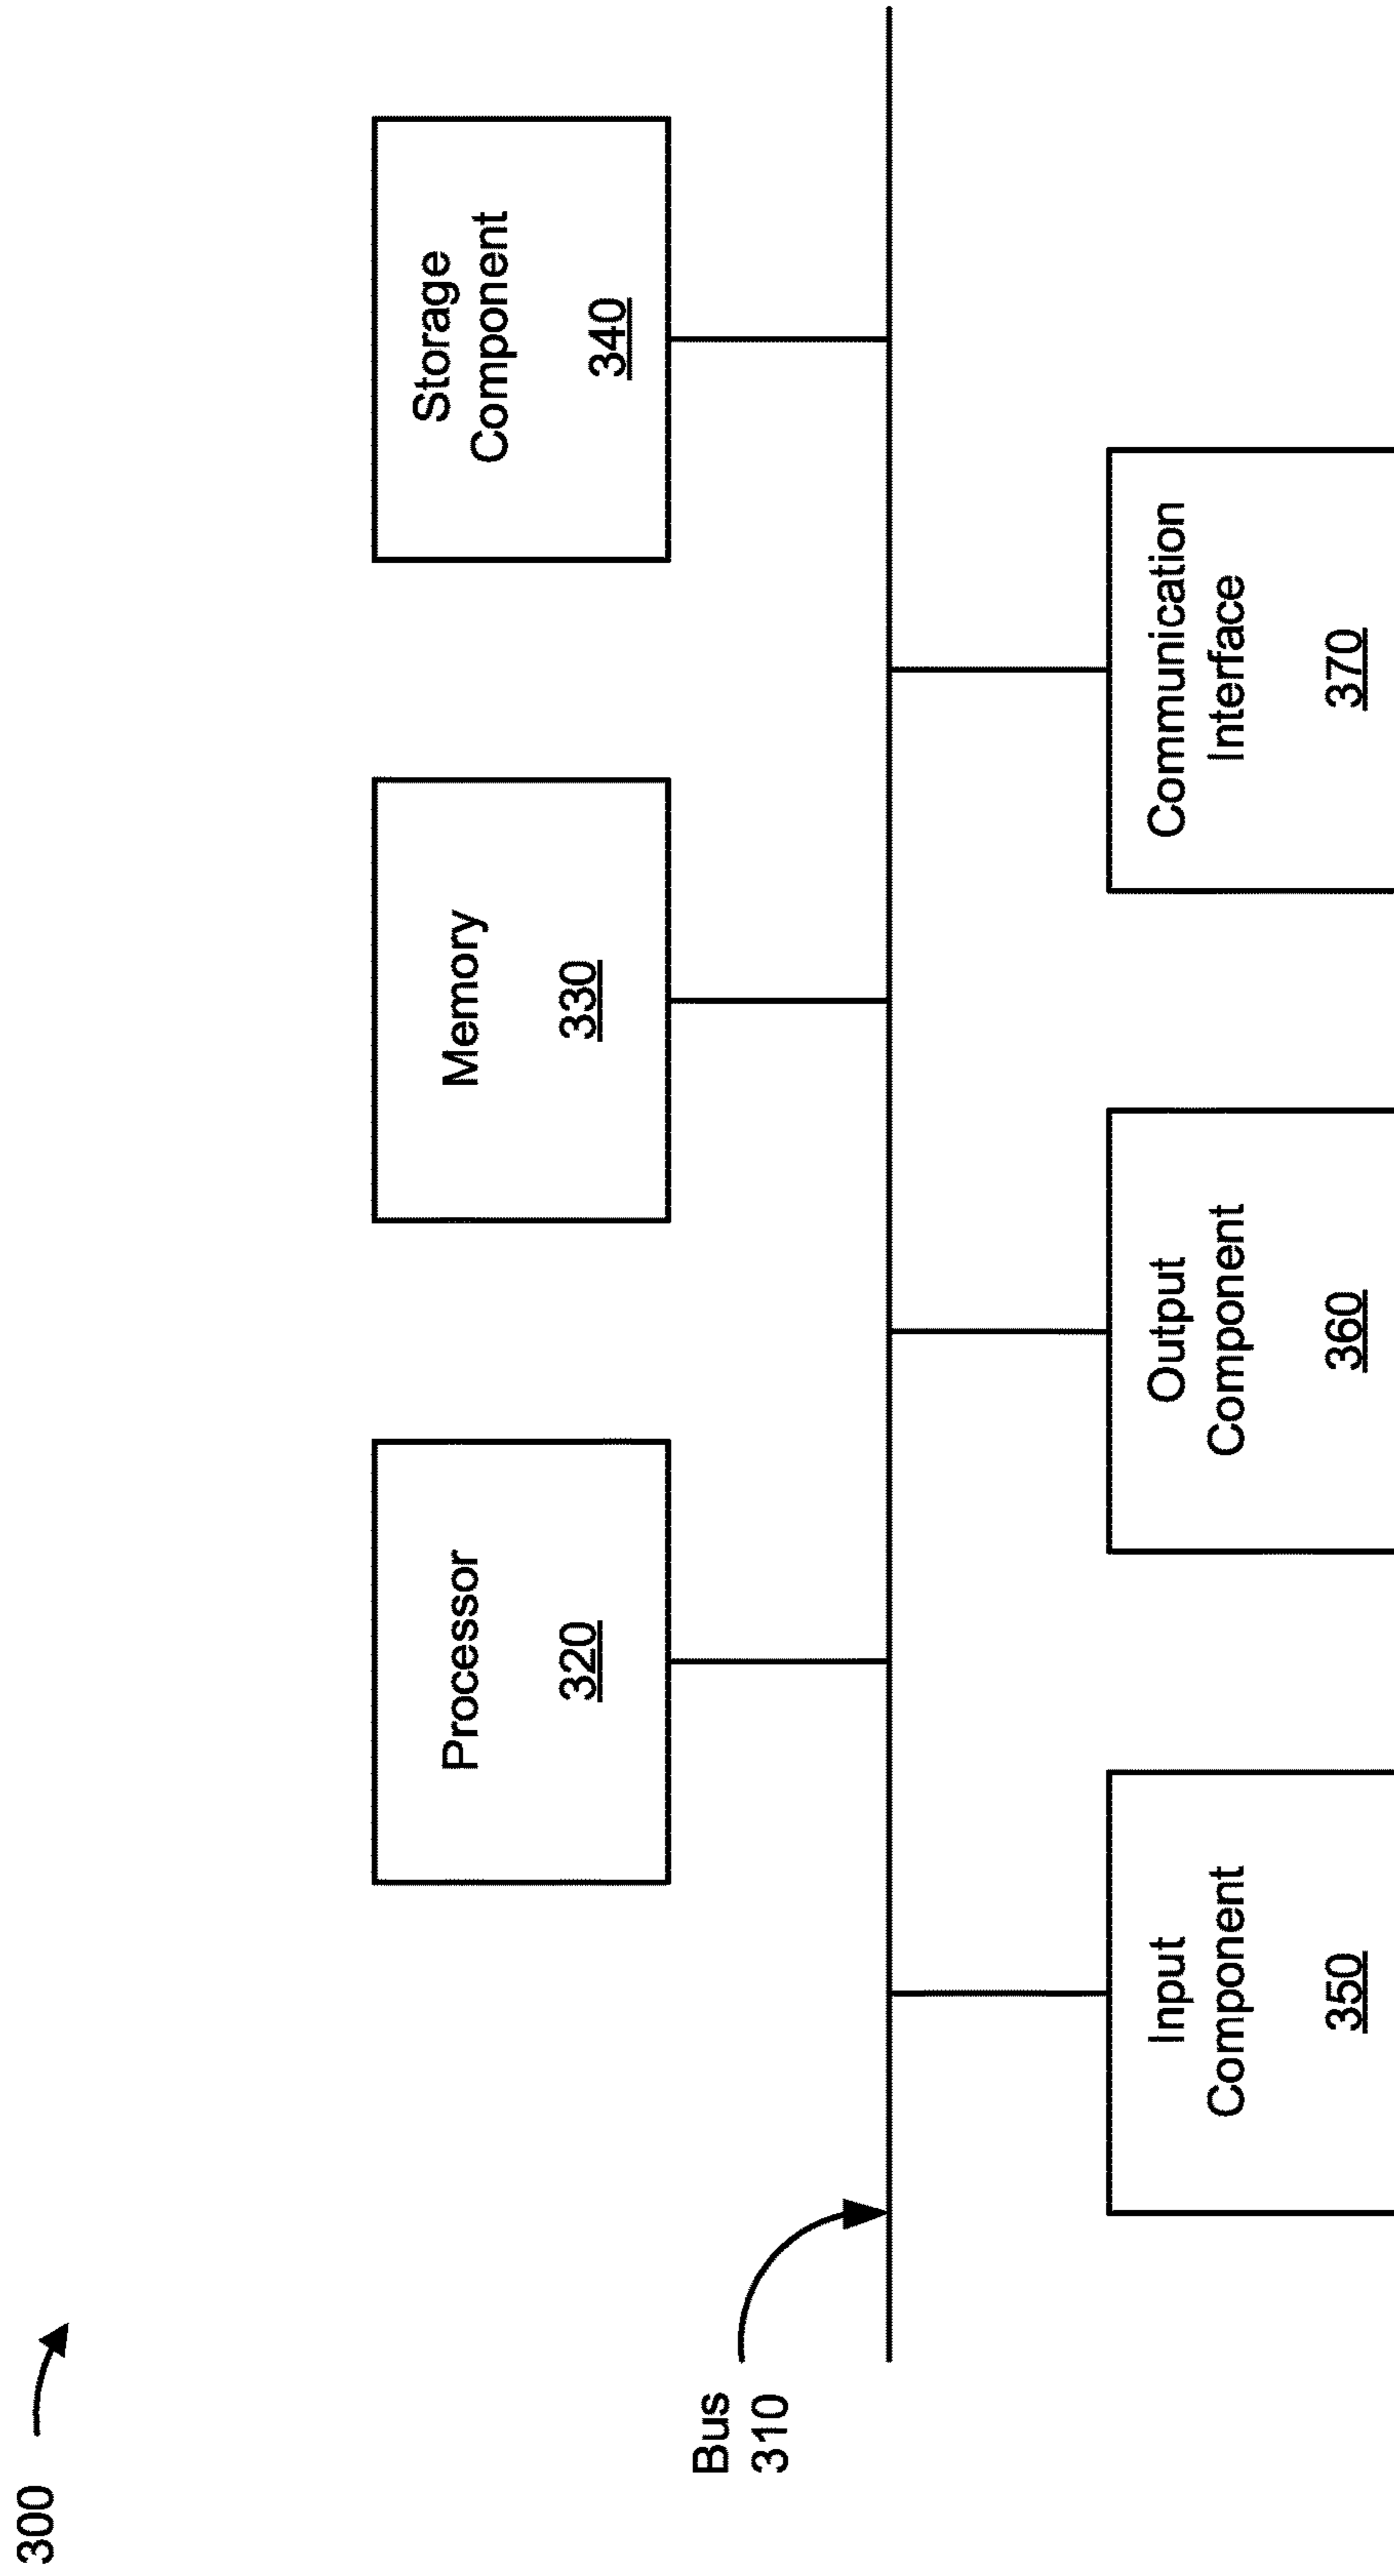 300
Processor
320
Memory
330
Storage
Component
340
Bus
310
Input
Component
350
Output
Component
360
Communication
Interface
370